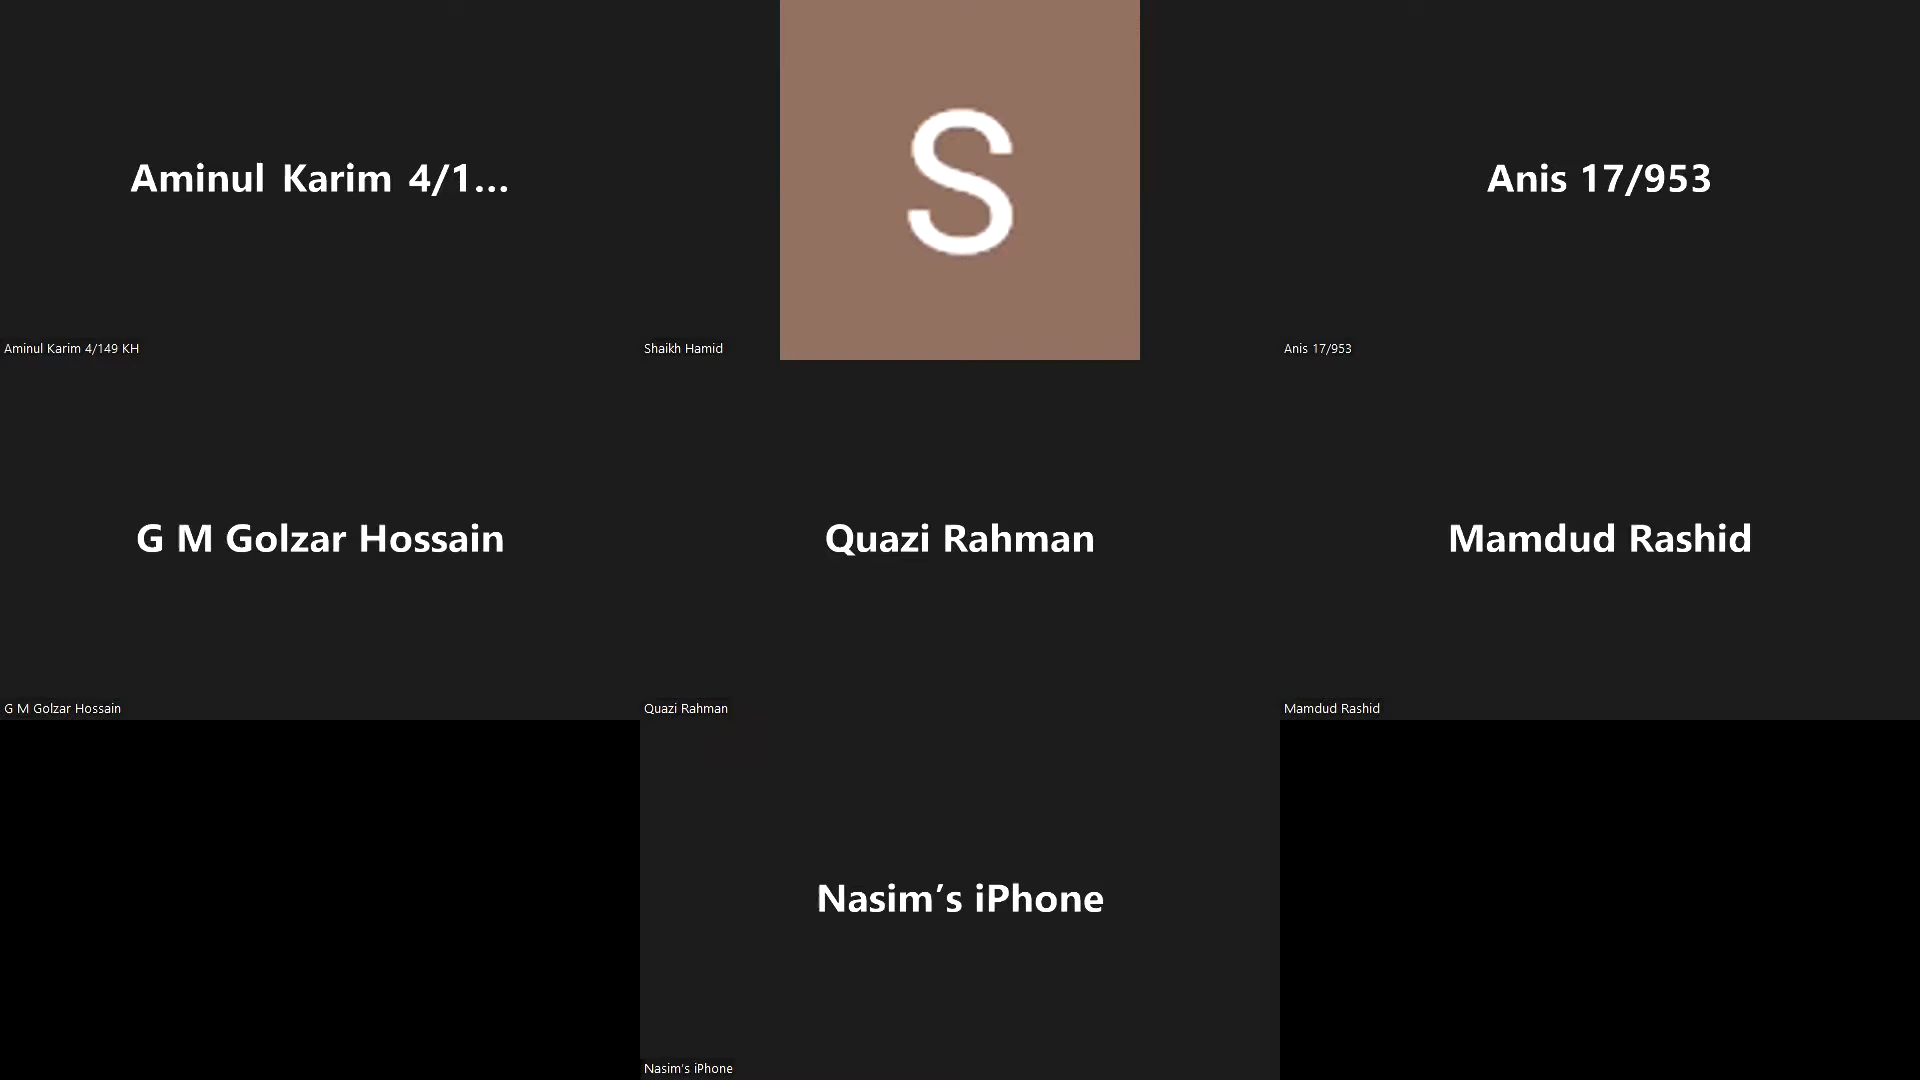 Aminul Karim 4/1...
S
Anis 17/953
Aminul Karim 4/149 KH
Shaikh Hamid
Anis 17/953
G M Golzar Hossain
Quazi Rahman
Mamdud Rashid
G M Golzar Hossain
Quazi Rahman
Mamdud Rashid
Nasim’s iPhone
Nasim's iPhone